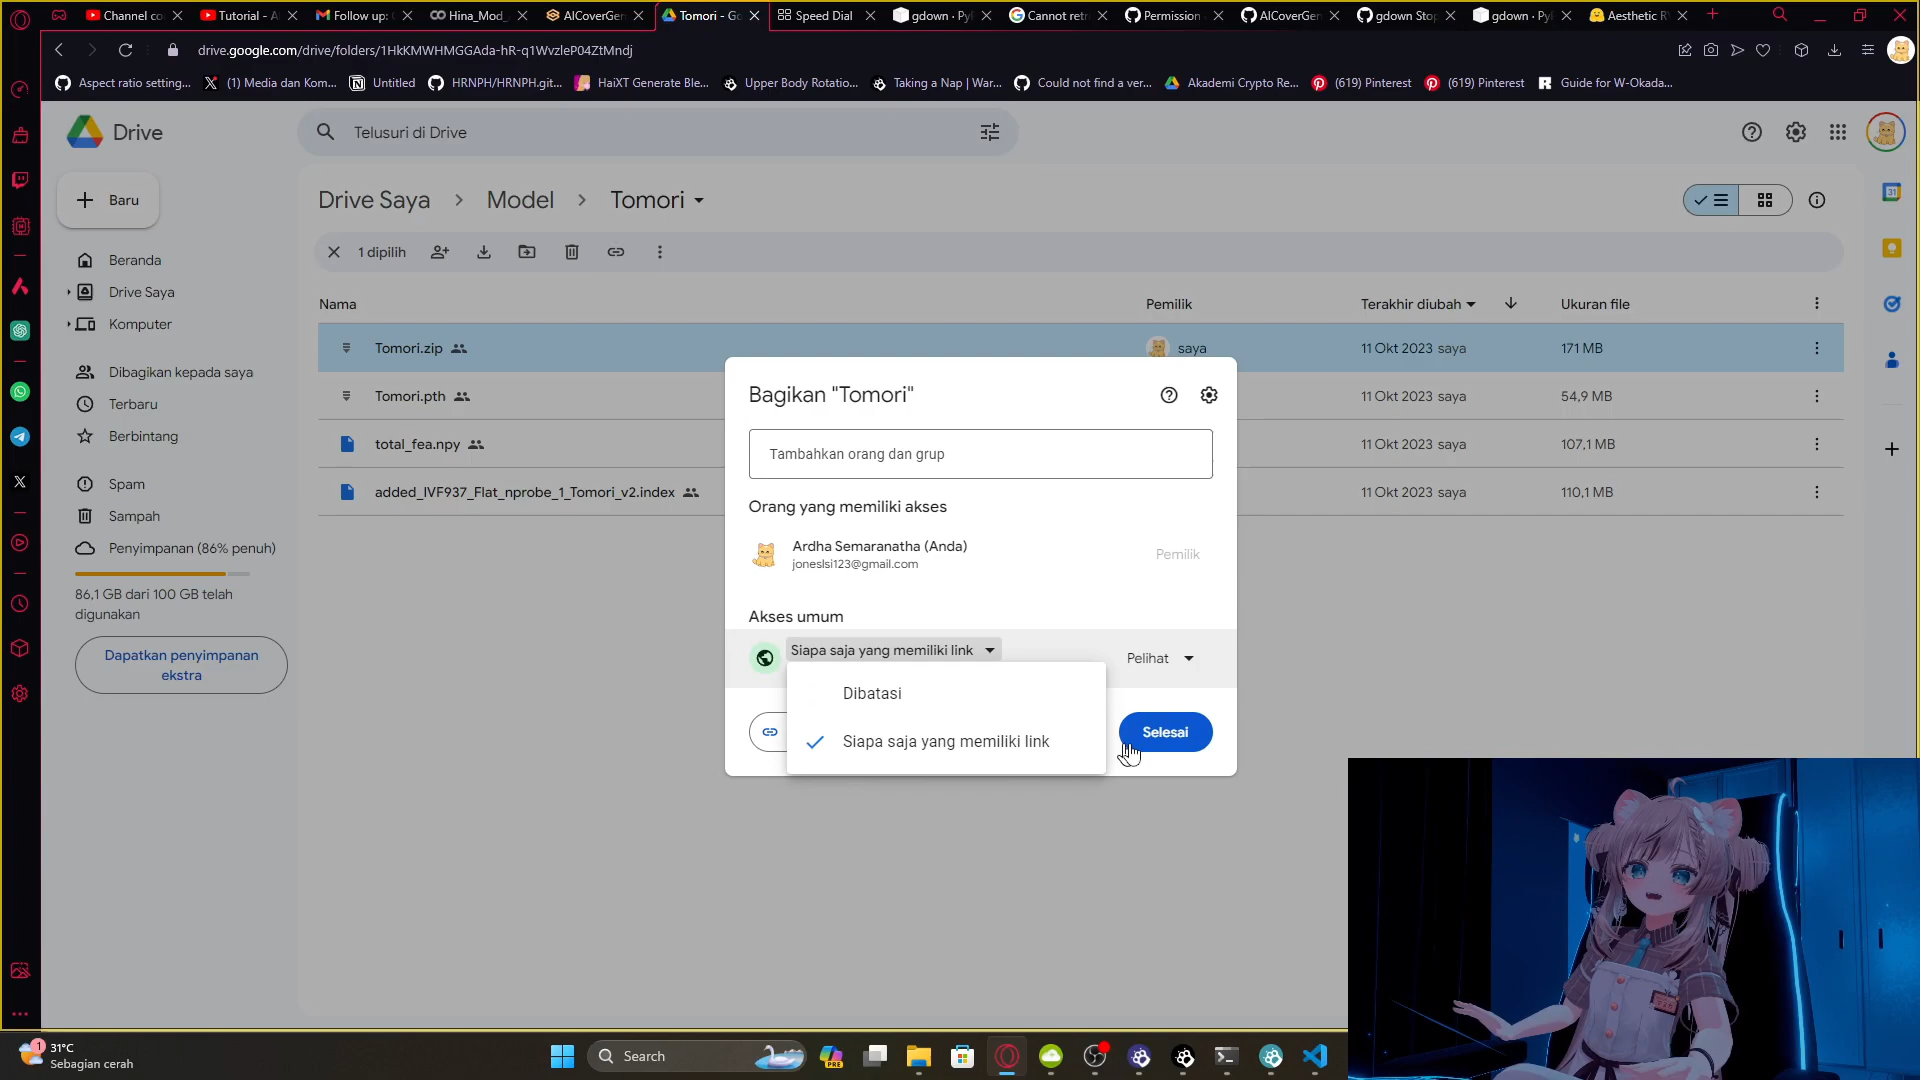 Channel co
Tutorial - A
Follow up:
Hina_Mod_
AICoverGen
Tomori - Go
Speed Dial
gdown · Py
Cannot retr
Permission
AICoverGen
gdown Stop
gdown · Py
Aesthetic R
drive.google.com/drive/folders/1HkKMWHMGGAda-hR-q1WvzleP04ZtMndj
Aspect ratio setting...
(1) Media dan Kom...
Untitled
HRNPH/HRNPH.git...
HaiXT Generate Ble...
Upper Body Rotatio...
Taking a Nap | War...
Could not find a ver...
Akademi Crypto Re...
(619) Pinterest
(619) Pinterest
Guide for W-Okada...
Drive
Telusuri di Drive
Baru
Drive Saya > Model > Tomori
1 dipilih
Beranda
Drive Saya
Komputer
Dibagikan kepada saya
Terbaru
Berbintang
Spam
Sampah
Penyimpanan (86% penuh)
86,1 GB dari 100 GB telah
digunakan
Dapatkan penyimpanan
ekstra
Nama Pemilik Terakhir diubah Ukuran file
Tomori.zip saya 11 Okt 2023 saya 171 MB
Tomori.pth 11 Okt 2023 saya 54,9 MB
total_fea.npy 11 Okt 2023 saya 107,1 MB
added_IVF937_Flat_nprobe_1_Tomori_v2.index 11 Okt 2023 saya 110,1 MB
Bagikan "Tomori"
Tambahkan orang dan grup
Orang yang memiliki akses
Ardha Semaranatha (Anda)
joneslsi123@gmail.com
Pemilik
Akses umum
Siapa saja yang memiliki link
Pelihat
Dibatasi
Siapa saja yang memiliki link
Selesai
31
1
31°C
Sebagian cerah
Search
PRE